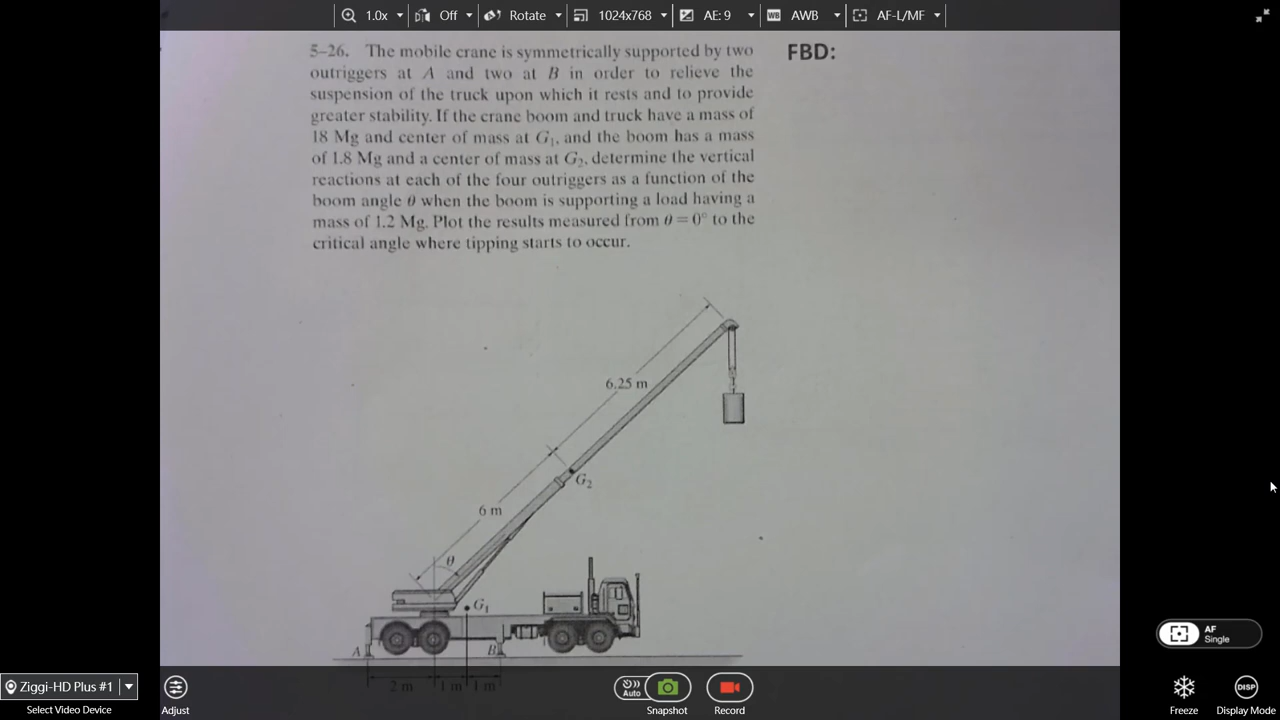 1.0x
Off
Rotate
1024x768
AE: 9
WB
AWB
AF-L/MF
5–26. The mobile crane is symmetrically supported by two
outriggers at A and two at B in order to relieve the
suspension of the truck upon which it rests and to provide
greater stability. If the crane boom and truck have a mass of
18 Mg and center of mass at G₁, and the boom has a mass
of 1.8 Mg and a center of mass at G₂, determine the vertical
reactions at each of the four outriggers as a function of the
boom angle θ when the boom is supporting a load having a
mass of 1.2 Mg. Plot the results measured from θ = 0° to the
critical angle where tipping starts to occur.
FBD:
6.25 m
G₂
6 m
θ
G₁
A
B
2 m
1 m
1 m
AF
Single
Ziggi-HD Plus #1
Select Video Device
Adjust
Auto
Snapshot
Record
Freeze
DISP
Display Mode